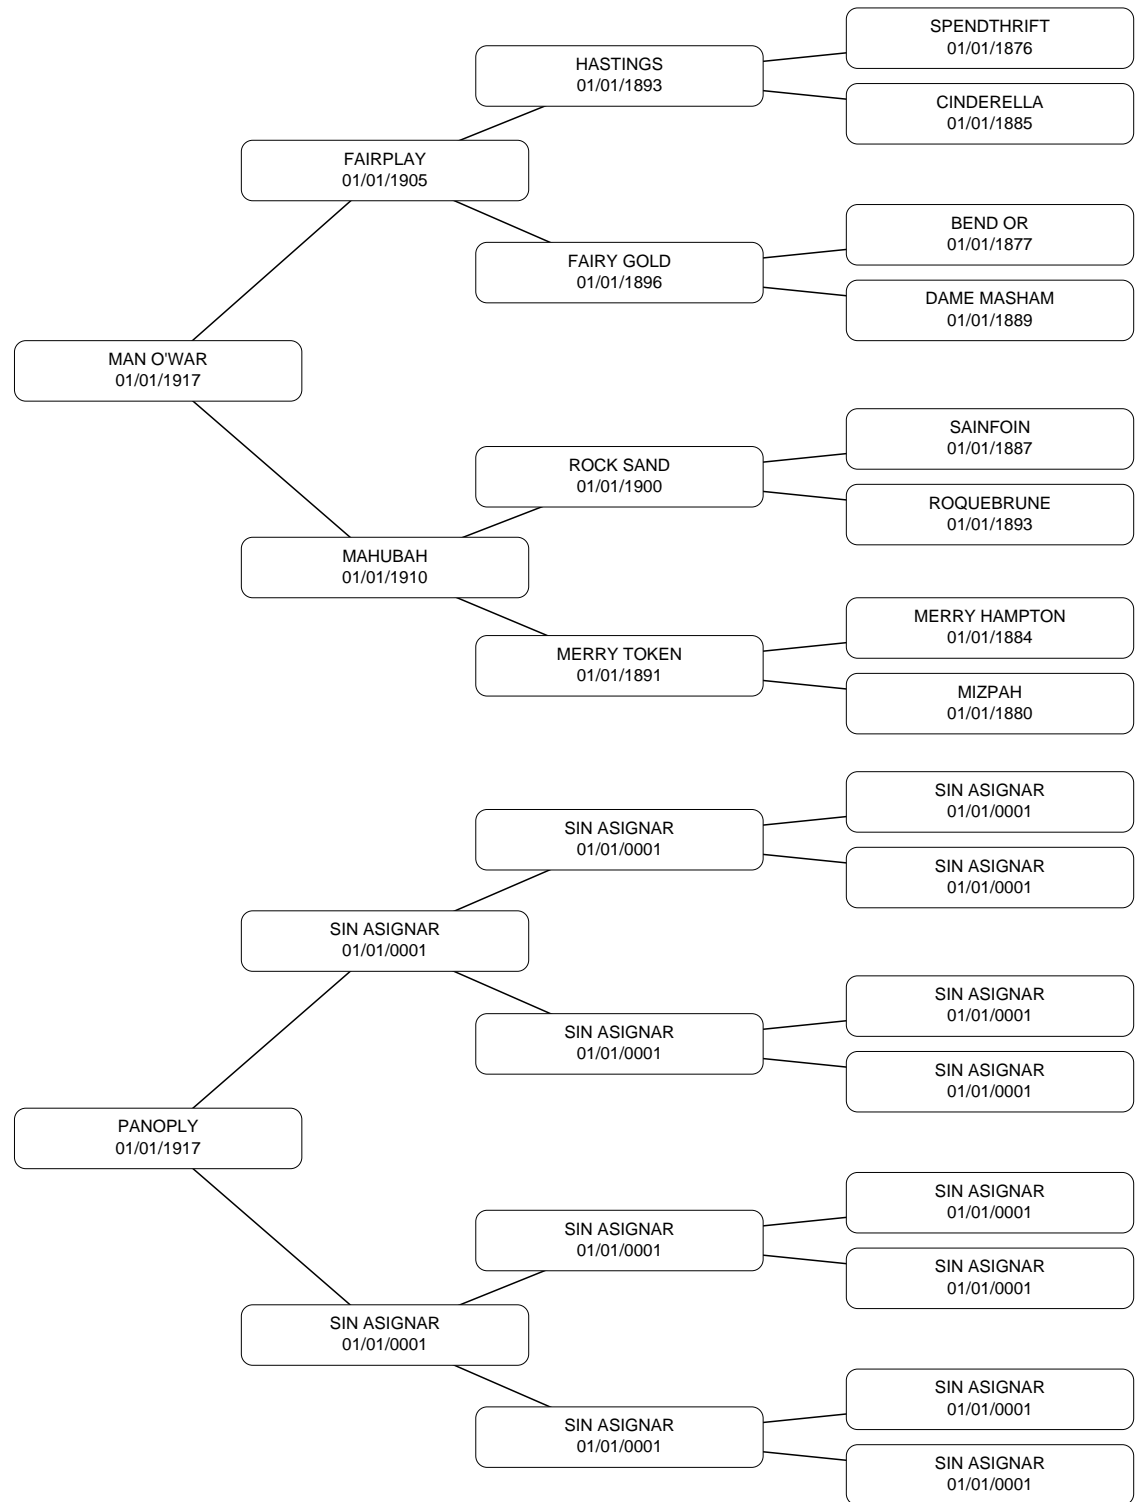 SPENDTHRIFT
01/01/1876
HASTINGS
01/01/1893
CINDERELLA
01/01/1885
FAIRPLAY
01/01/1905
BEND OR
01/01/1877
FAIRY GOLD
01/01/1896
DAME MASHAM
01/01/1889
MAN O'WAR
01/01/1917
SAINFOIN
01/01/1887
ROCK SAND
01/01/1900
ROQUEBRUNE
01/01/1893
MAHUBAH
01/01/1910
MERRY HAMPTON
01/01/1884
MERRY TOKEN
01/01/1891
MIZPAH
01/01/1880
SIN ASIGNAR
01/01/0001
SIN ASIGNAR
01/01/0001
SIN ASIGNAR
01/01/0001
SIN ASIGNAR
01/01/0001
SIN ASIGNAR
01/01/0001
SIN ASIGNAR
01/01/0001
SIN ASIGNAR
01/01/0001
PANOPLY
01/01/1917
SIN ASIGNAR
01/01/0001
SIN ASIGNAR
01/01/0001
SIN ASIGNAR
01/01/0001
SIN ASIGNAR
01/01/0001
SIN ASIGNAR
01/01/0001
SIN ASIGNAR
01/01/0001
SIN ASIGNAR
01/01/0001